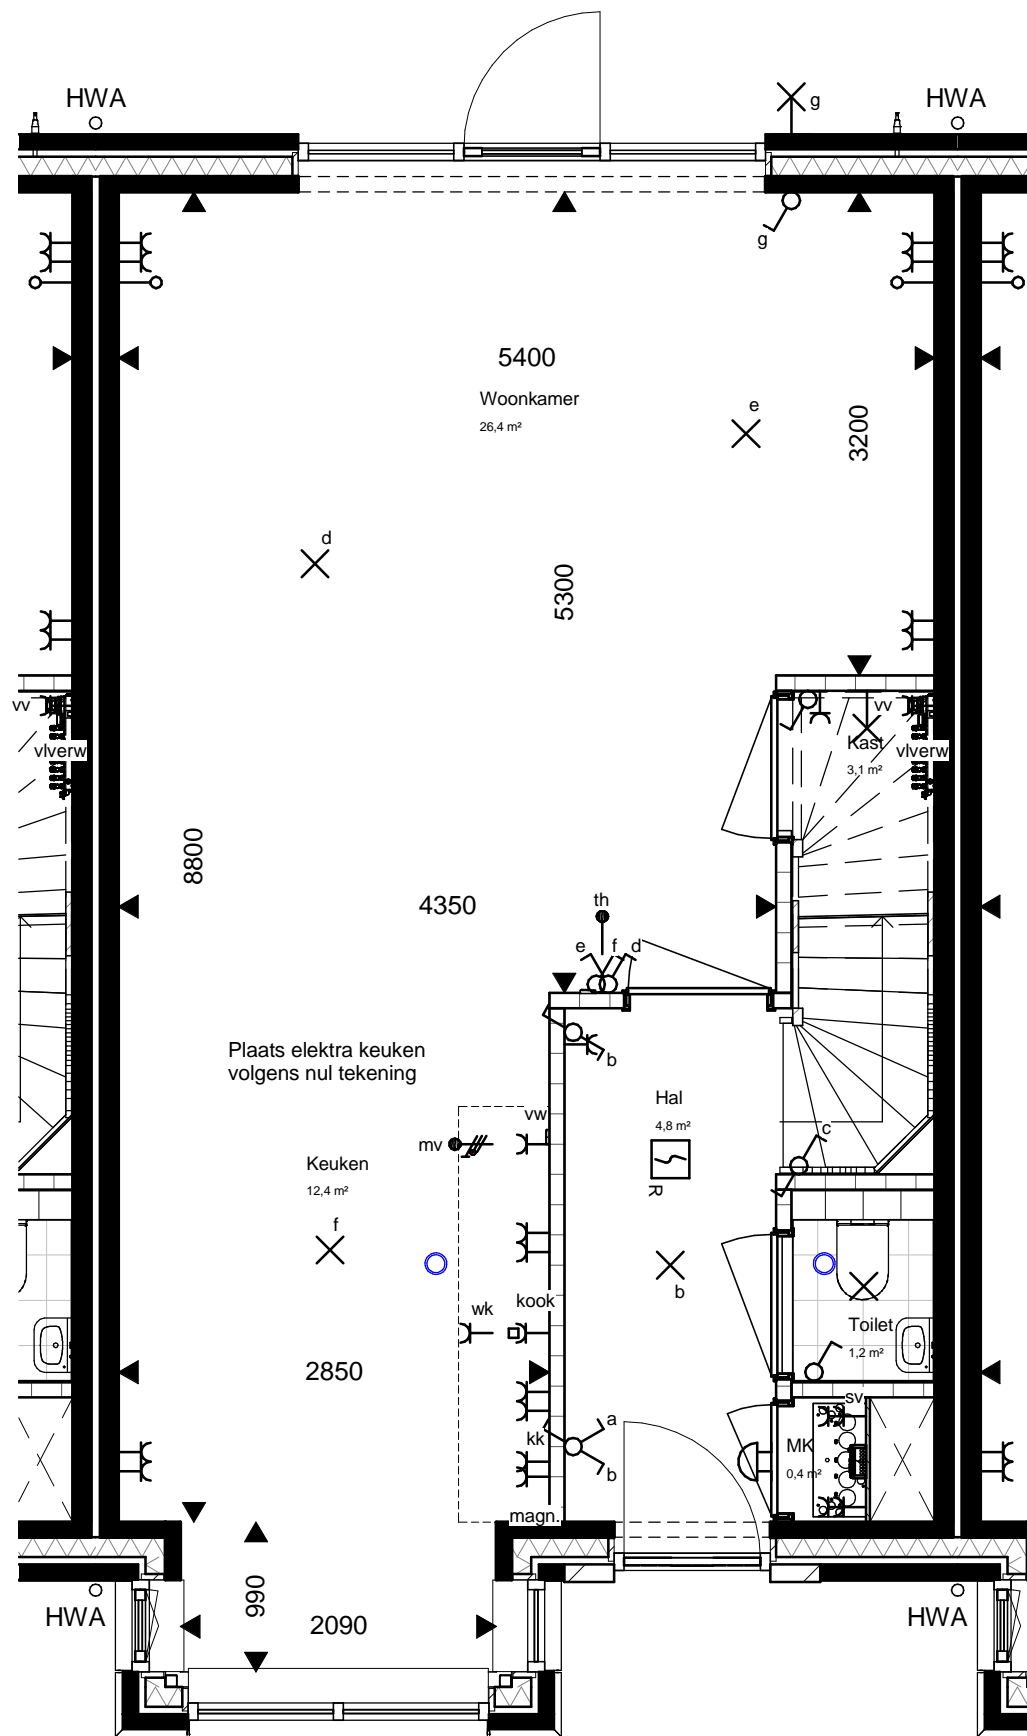 HWA
HWA
g
g
5400
Woonkamer
26,4 m²
e
3200
d
5300
vv
vv
vlverw
Kast
vlverw
3,1 m²
8800
4350
th
e
f
d
Plaats elektra keuken
volgens nul tekening
b
Hal
4,8 m²
vw
mv
c
Keuken
12,4 m²
R
f
b
wk
kook
Toilet
1,2 m²
2850
sv
a
kk
MK
b
0,4 m²
magn.
990
HWA
2090
HWA